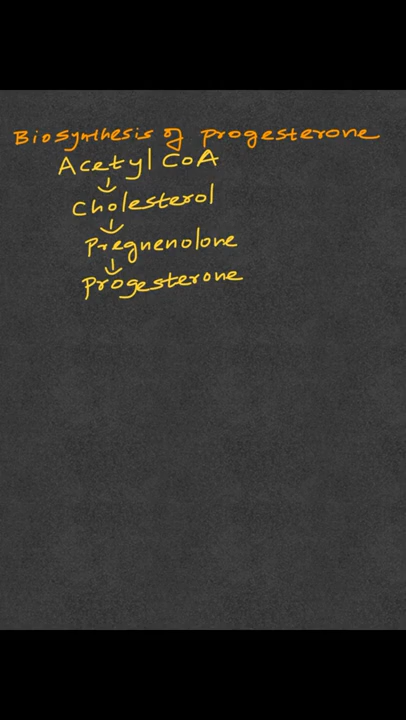 Biosynthesis of progesterone
Acetyl CoA
↓
Cholesterol
↓
Pregnenolone
↓
Progesterone